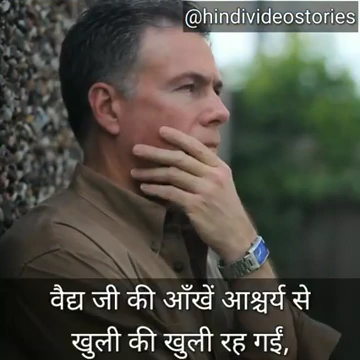 @hindivideostories
वैद्य जी की आँखें आश्चर्य से
खुली की खुली रह गईं,